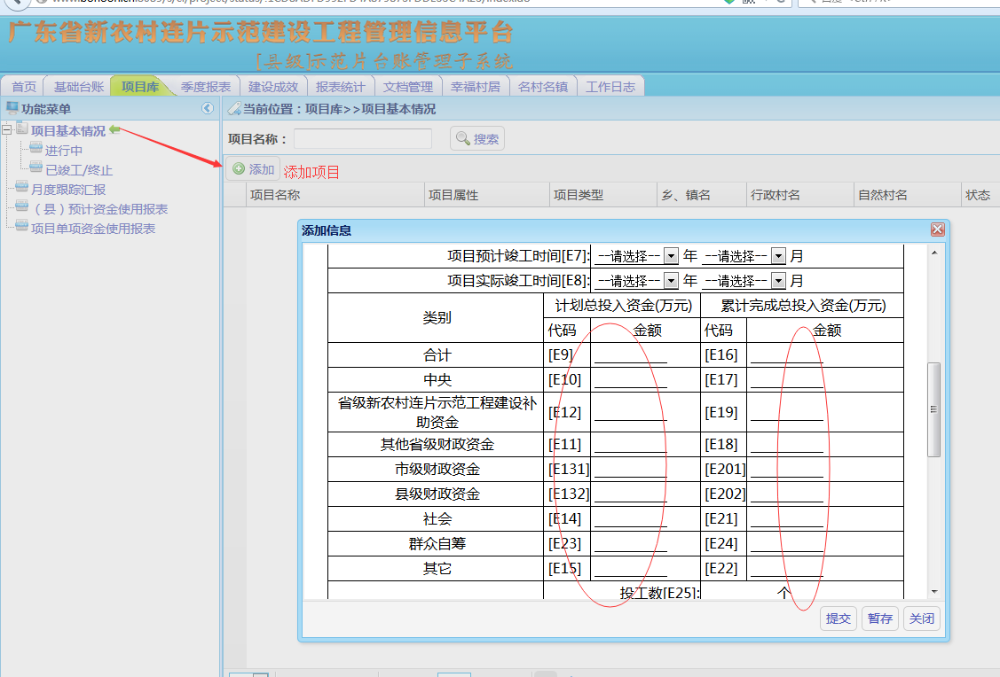 广东省新农村连片示范建设工程管理信息平台
[县级]示范片台账管理子系统
首页 基础台账 项目库 季度报表 建设成效 报表统计 文档管理 幸福村居 名村名镇 工作日志
功能菜单
项目基本情况
进行中
已竣工/终止
月度跟踪汇报
（县）预计资金使用报表
项目单项资金使用报表
当前位置：项目库>>项目基本情况
项目名称： 搜索
添加 添加项目
项目名称 项目属性 项目类型 乡、镇名 行政村名 自然村名 状态
添加信息
项目预计竣工时间[E7]: --请选择-- 年 --请选择-- 月
项目实际竣工时间[E8]: --请选择-- 年 --请选择-- 月
类别 计划总投入资金(万元) 累计完成总投入资金(万元)
代码 金额 代码 金额
合计 [E9] [E16]
中央 [E10] [E17]
省级新农村连片示范工程建设补
助资金 [E12] [E19]
其他省级财政资金 [E11] [E18]
市级财政资金 [E131] [E201]
县级财政资金 [E132] [E202]
社会 [E14] [E21]
群众自筹 [E23] [E24]
其它 [E15] [E22]
投工数[E25]: 个
提交 暂存 关闭